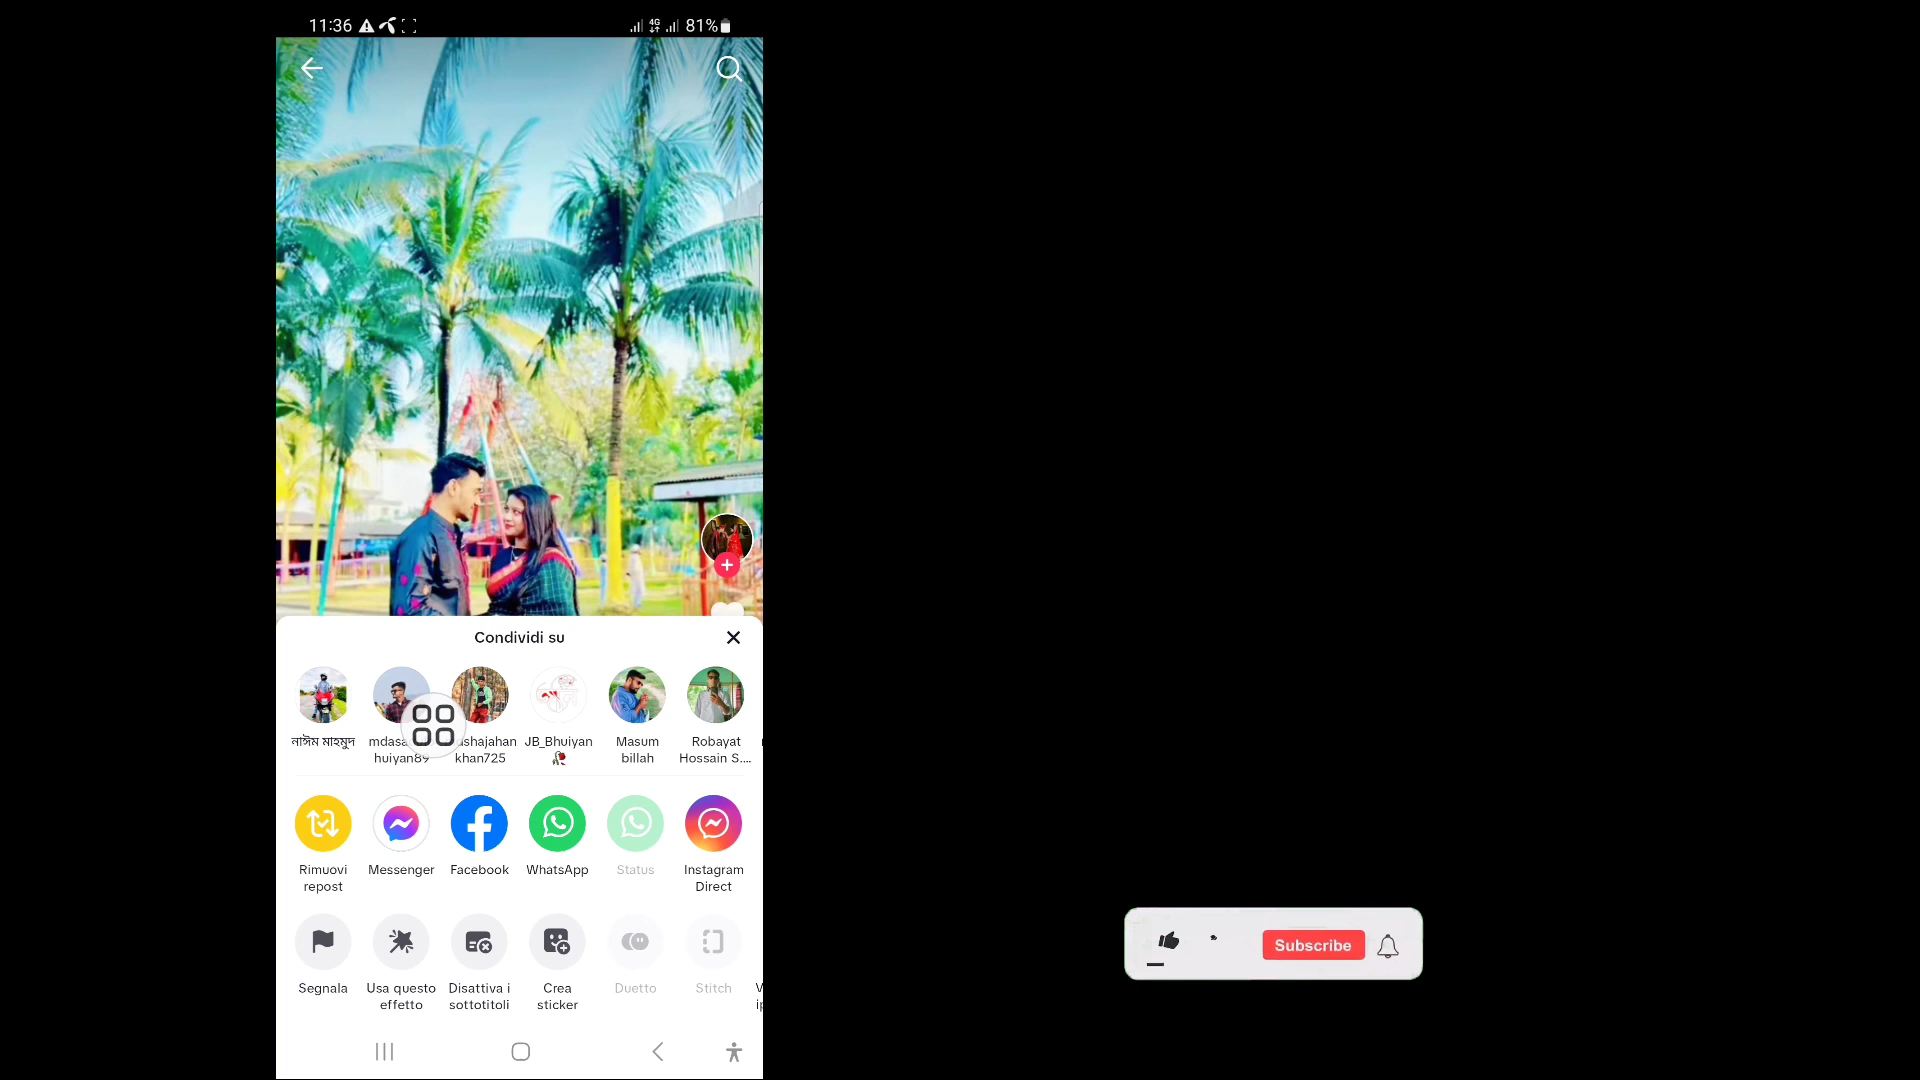 11:36
4G
81%
Condividi su
নাঈম মাহমুদ
huiyan89
khan725
JB_Bhuiyan
🥀
Masum
billah
Robayat
Hossain S....
Rimuovi
repost
Messenger
Facebook
WhatsApp
Status
Instagram
Direct
Segnala
Usa questo
effetto
Disattiva i
sottotitoli
Crea
sticker
Duetto
Stitch
Subscribe